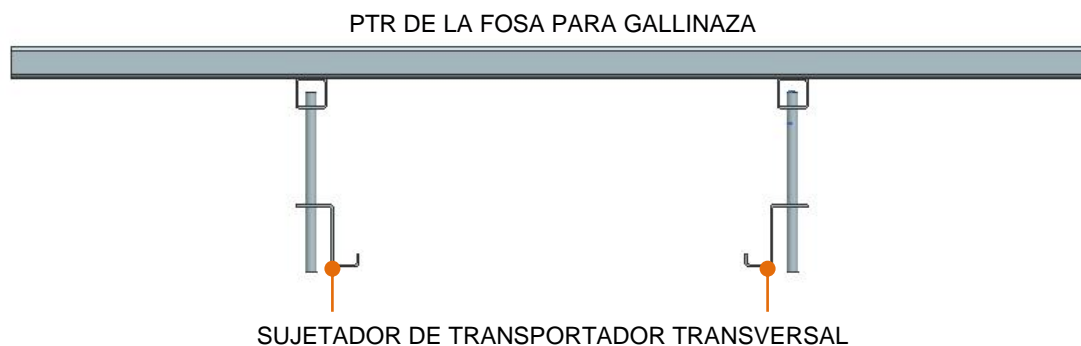 PTR DE LA FOSA PARA GALLINAZA
SUJETADOR DE TRANSPORTADOR TRANSVERSAL